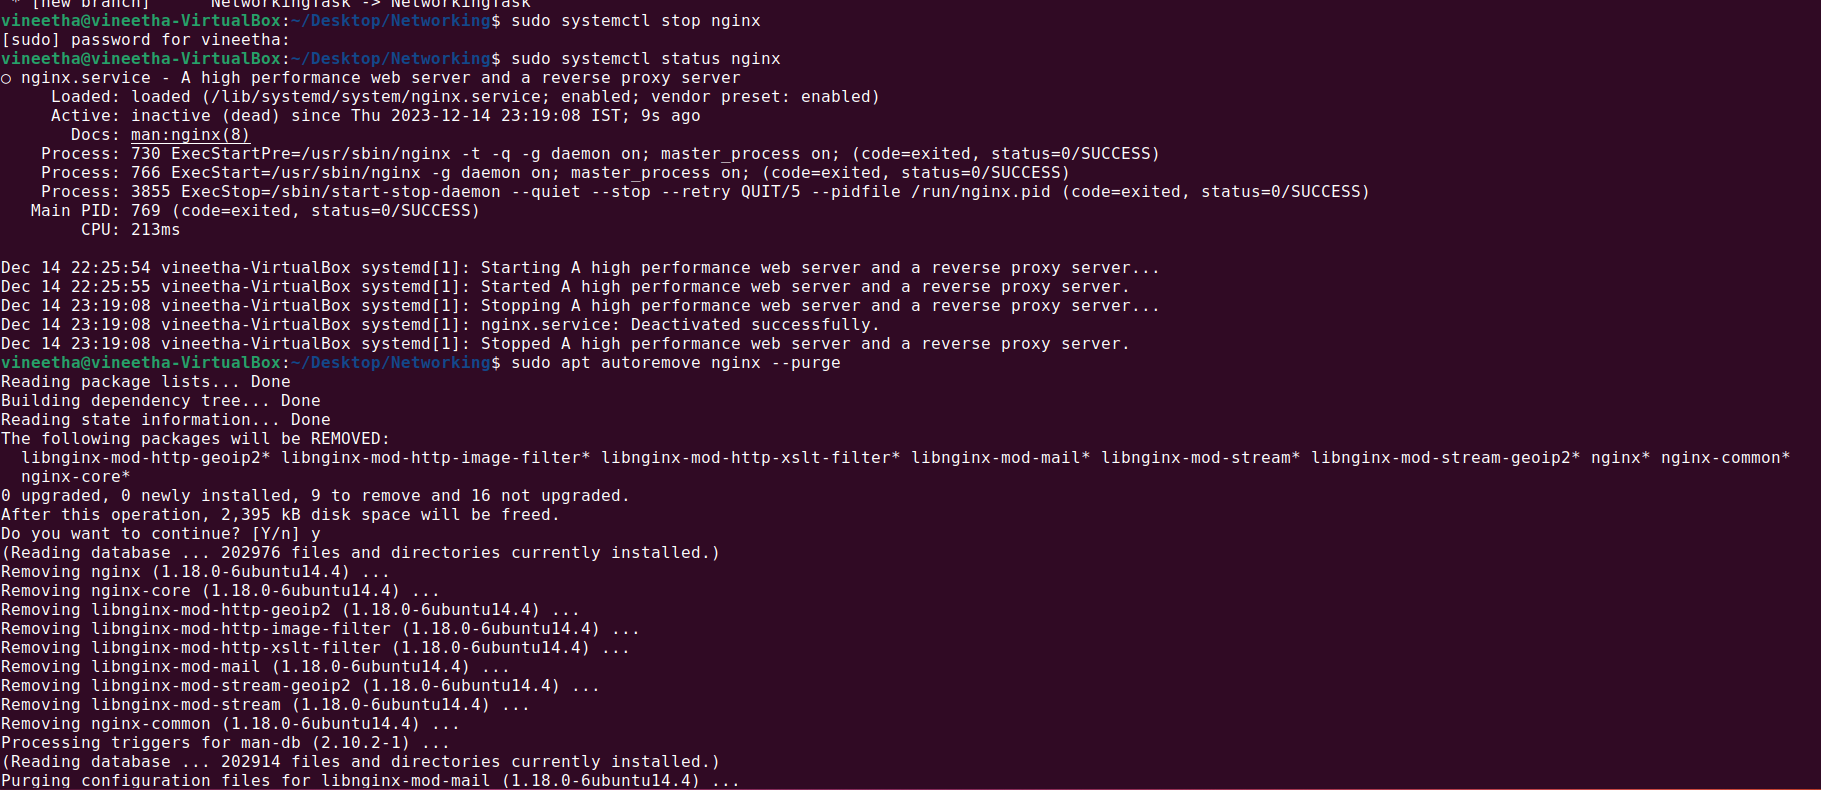 * [new branch]      NetworkingTask -> NetworkingTask
vineetha@vineetha-VirtualBox:~/Desktop/Networking$ sudo systemctl stop nginx
[sudo] password for vineetha:
vineetha@vineetha-VirtualBox:~/Desktop/Networking$ sudo systemctl status nginx
○ nginx.service - A high performance web server and a reverse proxy server
     Loaded: loaded (/lib/systemd/system/nginx.service; enabled; vendor preset: enabled)
     Active: inactive (dead) since Thu 2023-12-14 23:19:08 IST; 9s ago
       Docs: man:nginx(8)
    Process: 730 ExecStartPre=/usr/sbin/nginx -t -q -g daemon on; master_process on; (code=exited, status=0/SUCCESS)
    Process: 766 ExecStart=/usr/sbin/nginx -g daemon on; master_process on; (code=exited, status=0/SUCCESS)
    Process: 3855 ExecStop=/sbin/start-stop-daemon --quiet --stop --retry QUIT/5 --pidfile /run/nginx.pid (code=exited, status=0/SUCCESS)
   Main PID: 769 (code=exited, status=0/SUCCESS)
        CPU: 213ms
Dec 14 22:25:54 vineetha-VirtualBox systemd[1]: Starting A high performance web server and a reverse proxy server...
Dec 14 22:25:55 vineetha-VirtualBox systemd[1]: Started A high performance web server and a reverse proxy server.
Dec 14 23:19:08 vineetha-VirtualBox systemd[1]: Stopping A high performance web server and a reverse proxy server...
Dec 14 23:19:08 vineetha-VirtualBox systemd[1]: nginx.service: Deactivated successfully.
Dec 14 23:19:08 vineetha-VirtualBox systemd[1]: Stopped A high performance web server and a reverse proxy server.
vineetha@vineetha-VirtualBox:~/Desktop/Networking$ sudo apt autoremove nginx --purge
Reading package lists... Done
Building dependency tree... Done
Reading state information... Done
The following packages will be REMOVED:
  libnginx-mod-http-geoip2* libnginx-mod-http-image-filter* libnginx-mod-http-xslt-filter* libnginx-mod-mail* libnginx-mod-stream* libnginx-mod-stream-geoip2* nginx* nginx-common*
  nginx-core*
0 upgraded, 0 newly installed, 9 to remove and 16 not upgraded.
After this operation, 2,395 kB disk space will be freed.
Do you want to continue? [Y/n] y
(Reading database ... 202976 files and directories currently installed.)
Removing nginx (1.18.0-6ubuntu14.4) ...
Removing nginx-core (1.18.0-6ubuntu14.4) ...
Removing libnginx-mod-http-geoip2 (1.18.0-6ubuntu14.4) ...
Removing libnginx-mod-http-image-filter (1.18.0-6ubuntu14.4) ...
Removing libnginx-mod-http-xslt-filter (1.18.0-6ubuntu14.4) ...
Removing libnginx-mod-mail (1.18.0-6ubuntu14.4) ...
Removing libnginx-mod-stream-geoip2 (1.18.0-6ubuntu14.4) ...
Removing libnginx-mod-stream (1.18.0-6ubuntu14.4) ...
Removing nginx-common (1.18.0-6ubuntu14.4) ...
Processing triggers for man-db (2.10.2-1) ...
(Reading database ... 202914 files and directories currently installed.)
Purging configuration files for libnginx-mod-mail (1.18.0-6ubuntu14.4) ...